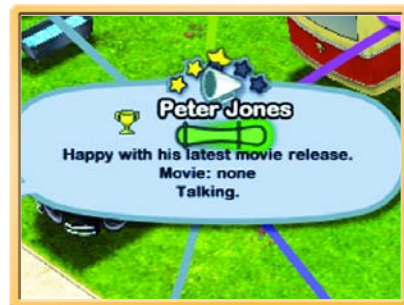 Peter Jones
Happy with his latest movie release.
Movie: none
Talking.